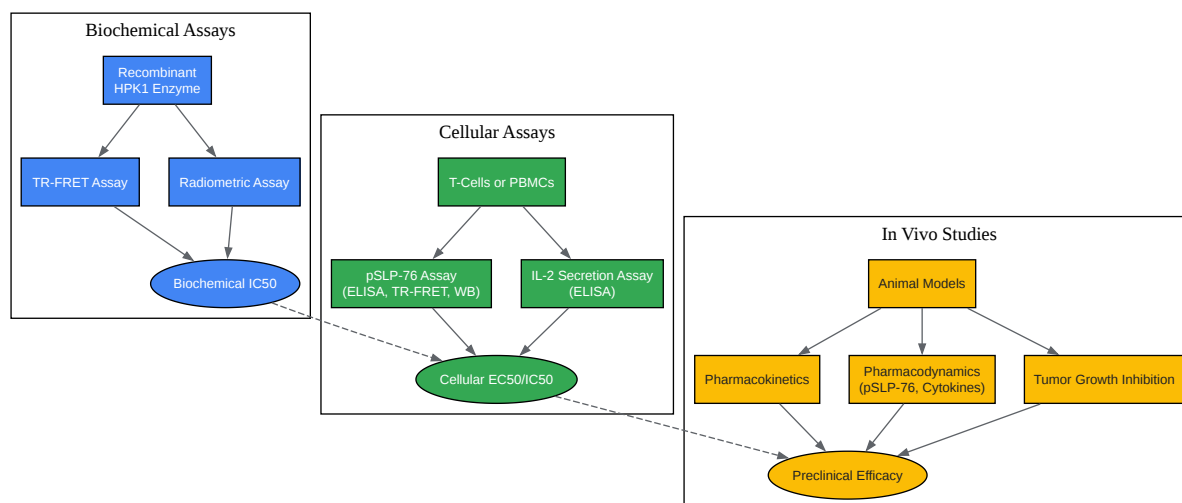 Biochemical Assays
Recombinant
HPK1 Enzyme
TR-FRET Assay
Radiometric Assay
Biochemical IC50
Cellular Assays
T-Cells or PBMCs
pSLP-76 Assay
(ELISA, TR-FRET, WB)
IL-2 Secretion Assay
(ELISA)
Cellular EC50/IC50
In Vivo Studies
Animal Models
Pharmacokinetics
Pharmacodynamics
(pSLP-76, Cytokines)
Tumor Growth Inhibition
Preclinical Efficacy